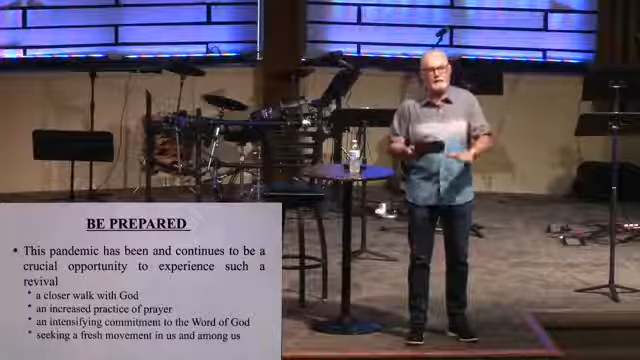 BE PREPARED
• This pandemic has been and continues to be a
crucial opportunity to experience such a
revival
• a closer walk with God
• an increased practice of prayer
• an intensifying commitment to the Word of God
• seeking a fresh movement in us and among us